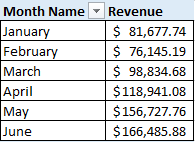 Month Name Revenue
January $ 81,677.74
February $ 76,145.19
March $ 98,834.68
April $118,941.08
May $156,727.76
June $166,485.88